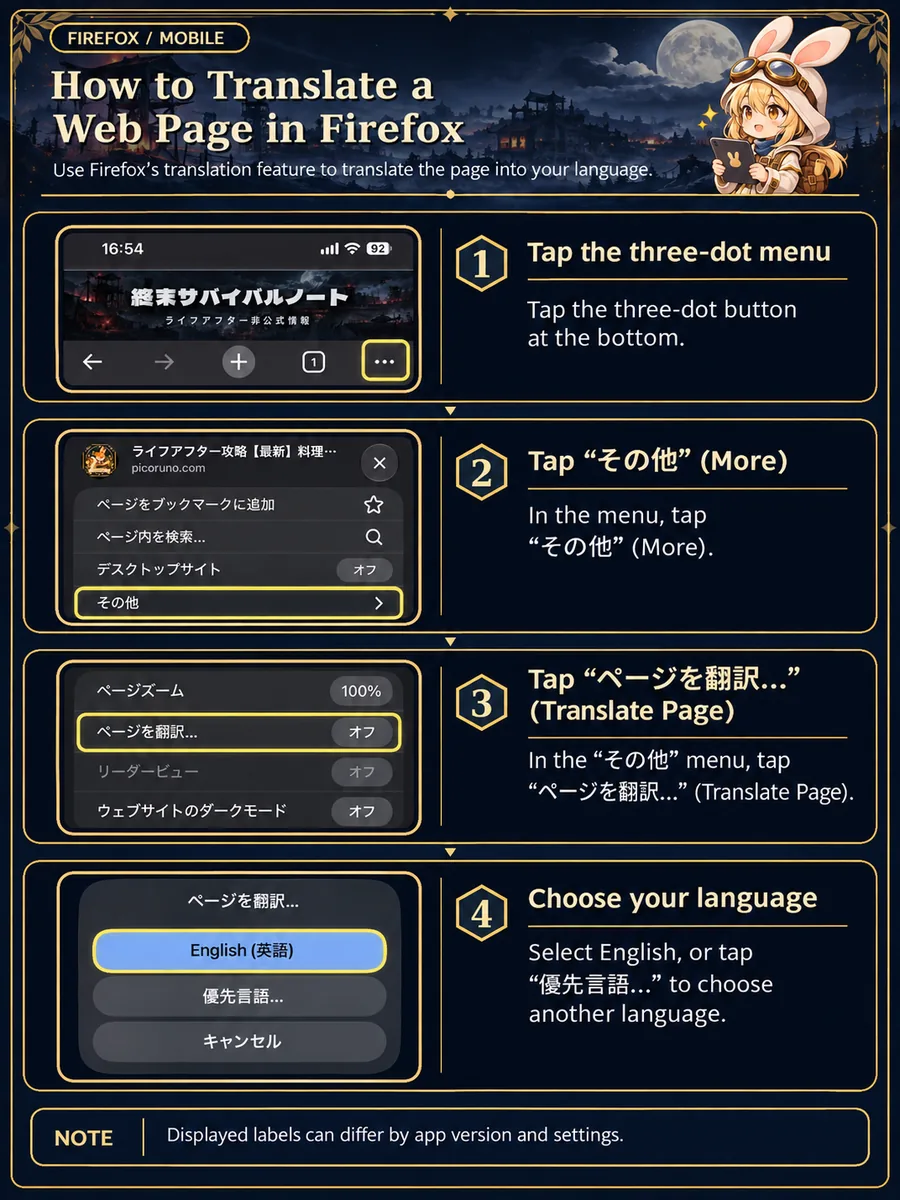 FIREFOX / MOBILE
How to Translate a
Web Page in Firefox
Use Firefox’s translation feature to translate the page into your language.
16:54
92
終末サバイバルノート
ライフアフター非公式情報
1
1
Tap the three-dot menu
Tap the three-dot button
at the bottom.
ライフアフター攻略【最新】料理…
picoruno.com
ページをブックマークに追加
ページ内を検索...
デスクトップサイト
オフ
その他
2
Tap “その他” (More)
In the menu, tap
“その他” (More).
ページズーム
100%
ページを翻訳...
オフ
リーダービュー
オフ
ウェブサイトのダークモード
オフ
3
Tap “ページを翻訳...”
(Translate Page)
In the “その他” menu, tap
“ページを翻訳...” (Translate Page).
ページを翻訳...
English (英語)
優先言語...
キャンセル
4
Choose your language
Select English, or tap
“優先言語...” to choose
another language.
NOTE
Displayed labels can differ by app version and settings.